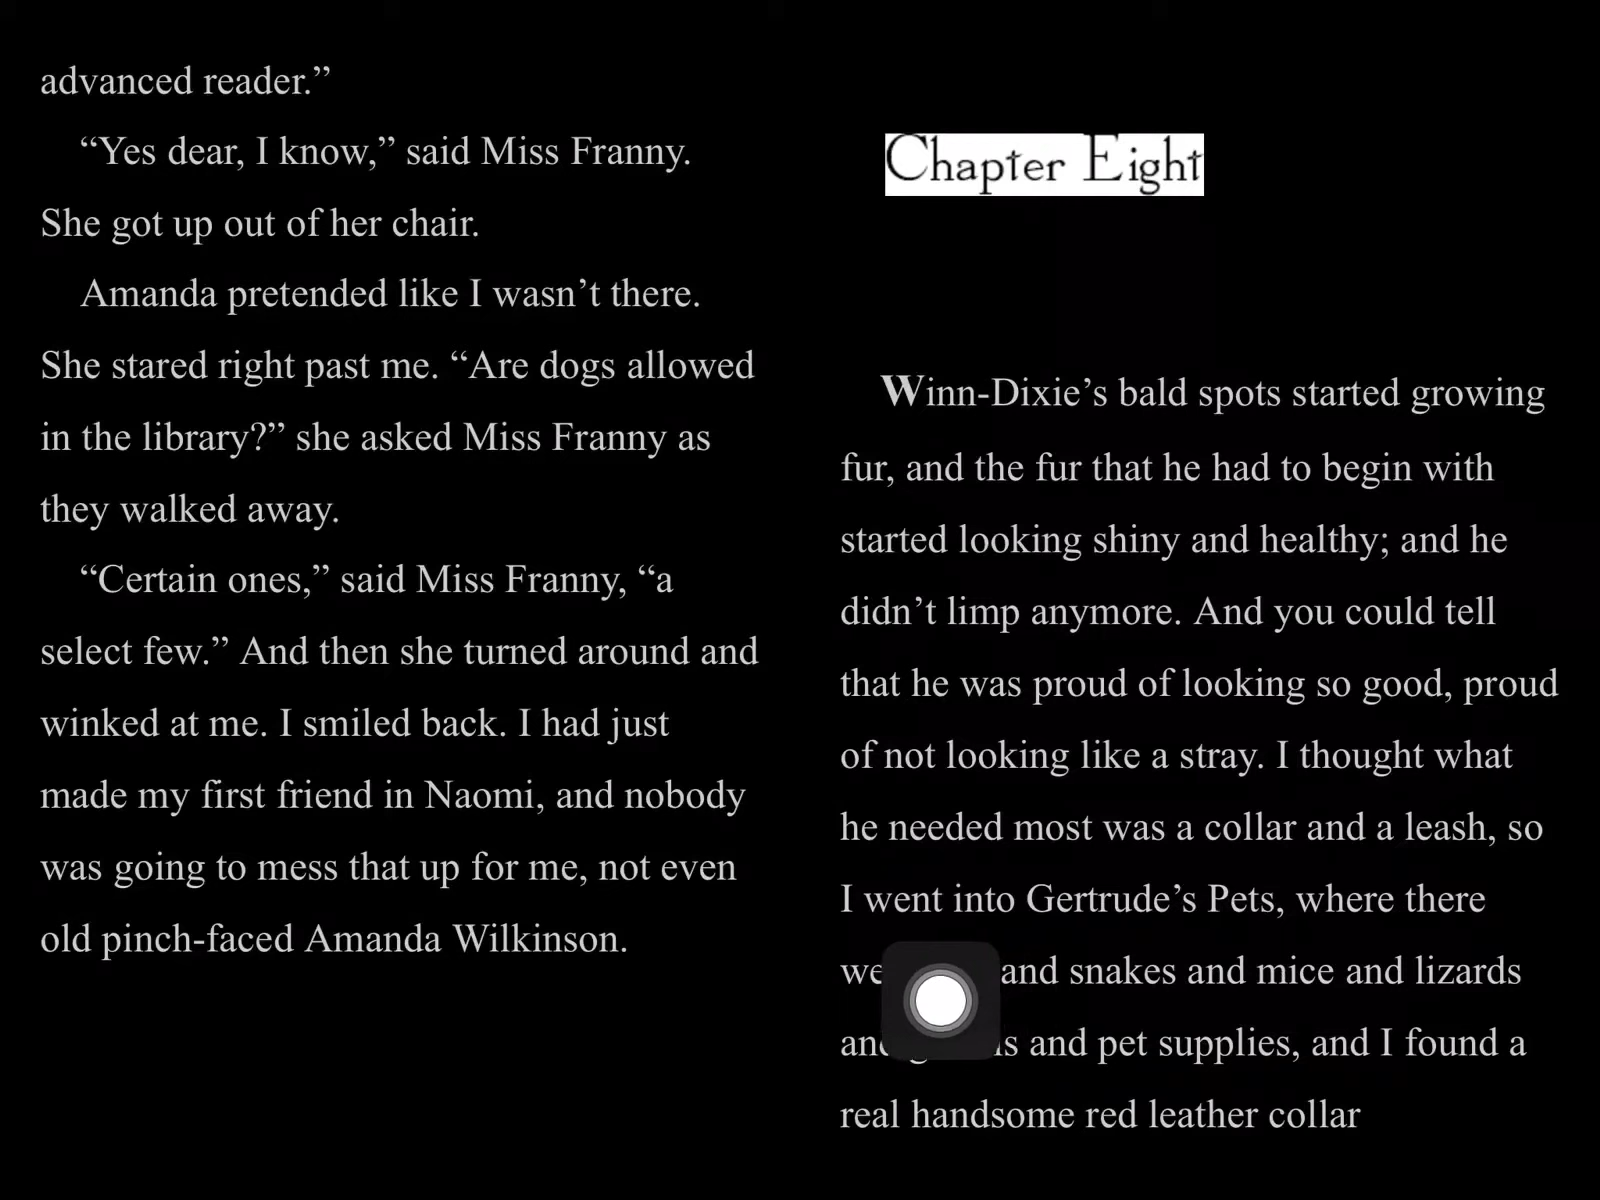 advanced reader.”
“Yes dear, I know,” said Miss Franny.
She got up out of her chair.
Amanda pretended like I wasn’t there.
She stared right past me. “Are dogs allowed
in the library?” she asked Miss Franny as
they walked away.
“Certain ones,” said Miss Franny, “a
select few.” And then she turned around and
winked at me. I smiled back. I had just
made my first friend in Naomi, and nobody
was going to mess that up for me, not even
old pinch-faced Amanda Wilkinson.
Chapter Eight
Winn-Dixie’s bald spots started growing
fur, and the fur that he had to begin with
started looking shiny and healthy; and he
didn’t limp anymore. And you could tell
that he was proud of looking so good, proud
of not looking like a stray. I thought what
he needed most was a collar and a leash, so
I went into Gertrude’s Pets, where there
and snakes and mice and lizards
and pet supplies, and I found a
real handsome red leather collar